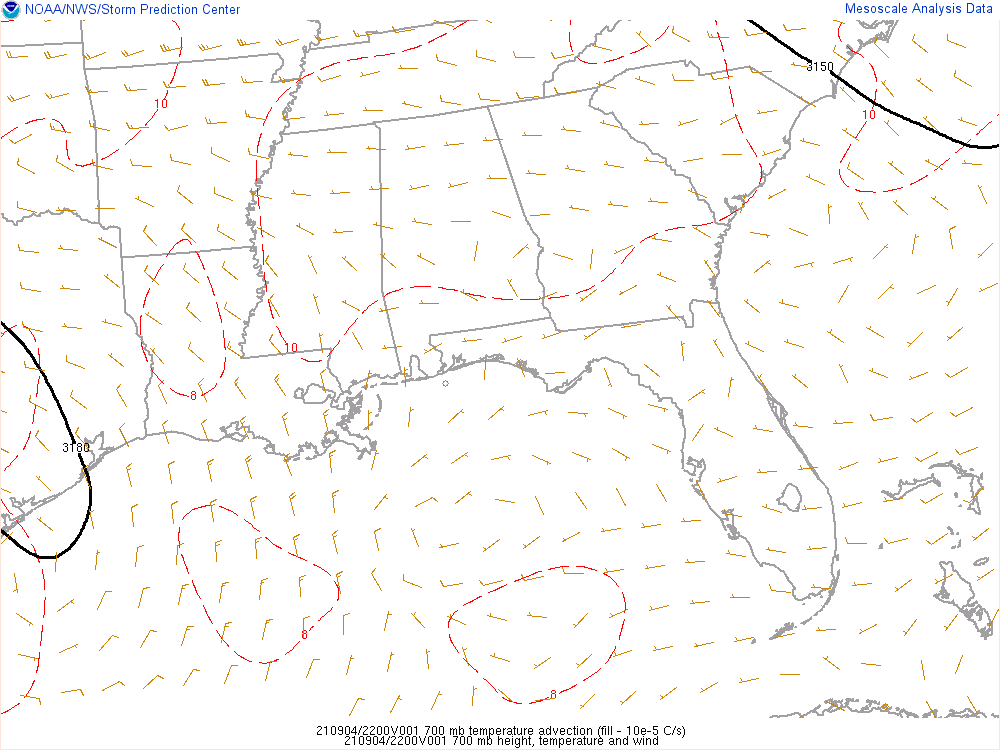 NOAA/NWS/Storm Prediction Center
Mesoscale Analysis Data
3150
10
10
10
8
3180
8
8
210904/2200V001 700 mb temperature advection (fill - 10e-5 C/s)
210904/2200V001 700 mb height, temperature and wind